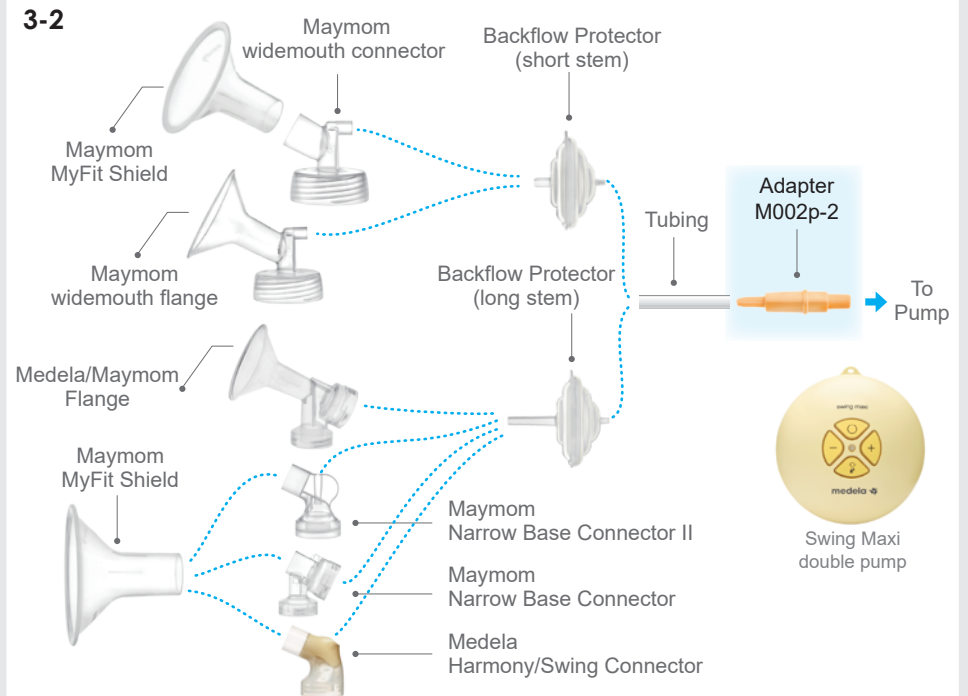 3-2
Maymom
widemouth connector
Backflow Protector
(short stem)
Maymom
MyFit Shield
Adapter
M002p-2
Tubing
Maymom
widemouth flange
Backflow Protector
(long stem)
To
Pump
Medela/Maymom
Flange
Maymom
MyFit Shield
swing maxi
medela
Maymom
Narrow Base Connector II
Swing Maxi
double pump
Maymom
Narrow Base Connector
Medela
Harmony/Swing Connector